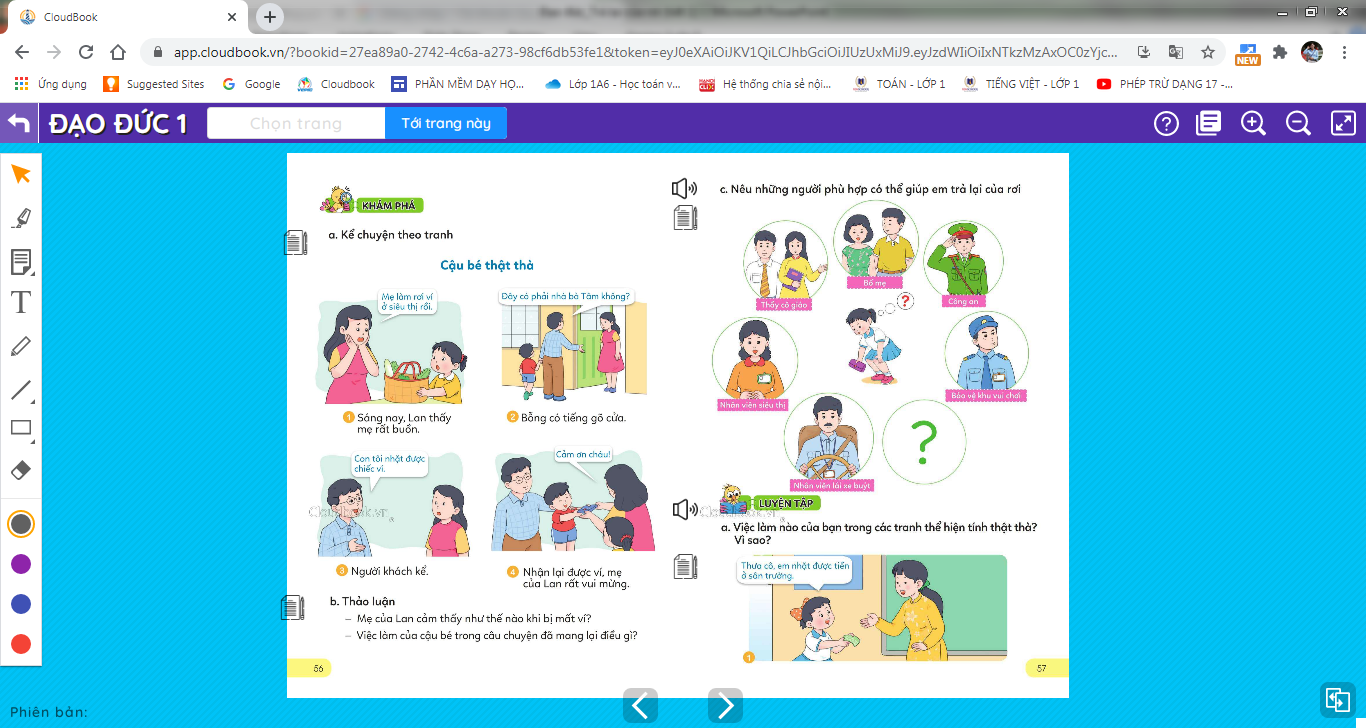 CloudBook
app.cloudbook.vn/?bookid=27ea89a0-2742-4c6a-a273-98cf6db53fe1&token=eyJ0eXAiOiJKV1QiLCJhbGciOiJIUzUxMiJ9.eyJzdWIiOiIxNTkzMzAxOC0zYjc...
NEW
Ứng dụng
Suggested Sites
Google
Cloudbook
PHẦN MỀM DẠY HỌ...
Lớp 1A6 - Học toán v...
Hệ thống chia sẻ nội...
TOÁN - LỚP 1
TIẾNG VIỆT - LỚP 1
PHÉP TRỪ DẠNG 17 -...
ĐẠO ĐỨC 1
Chọn trang
Tới trang này
T
KHÁM PHÁ
a. Kể chuyện theo tranh
Cậu bé thật thà
Mẹ làm rơi ví
ở siêu thị rồi.
1 Sáng nay, Lan thấy
mẹ rất buồn.
Đây có phải nhà bà Tâm không?
2 Bỗng có tiếng gõ cửa.
Con tôi nhặt được
chiếc ví.
Cloudbook.vn
3 Người khách kể.
Cảm ơn cháu!
4 Nhận lại được ví, mẹ
của Lan rất vui mừng.
b. Thảo luận
– Mẹ của Lan cảm thấy như thế nào khi bị mất ví?
– Việc làm của cậu bé trong câu chuyện đã mang lại điều gì?
56
c. Nêu những người phù hợp có thể giúp em trả lại của rơi
Thầy cô giáo
Bố mẹ
Công an
?
Nhân viên siêu thị
Bảo vệ khu vui chơi
Nhân viên lái xe buýt
?
LUYỆN TẬP
Cloudbook.vn
a. Việc làm nào của bạn trong các tranh thể hiện tính thật thà?
Vì sao?
Thưa cô, em nhặt được tiền
ở sân trường.
1
57
Phiên bản: